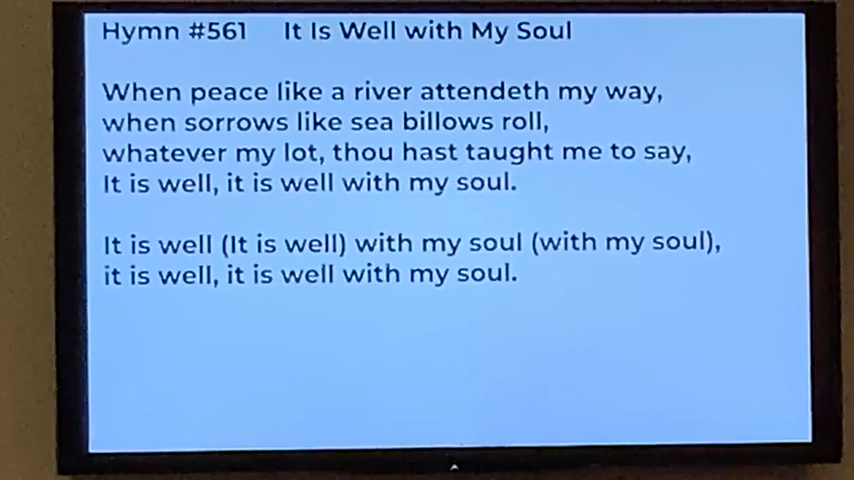 Hymn #561 It Is Well with My Soul
When peace like a river attendeth my way,
when sorrows like sea billows roll,
whatever my lot, thou hast taught me to say,
It is well, it is well with my soul.
It is well (It is well) with my soul (with my soul),
it is well, it is well with my soul.